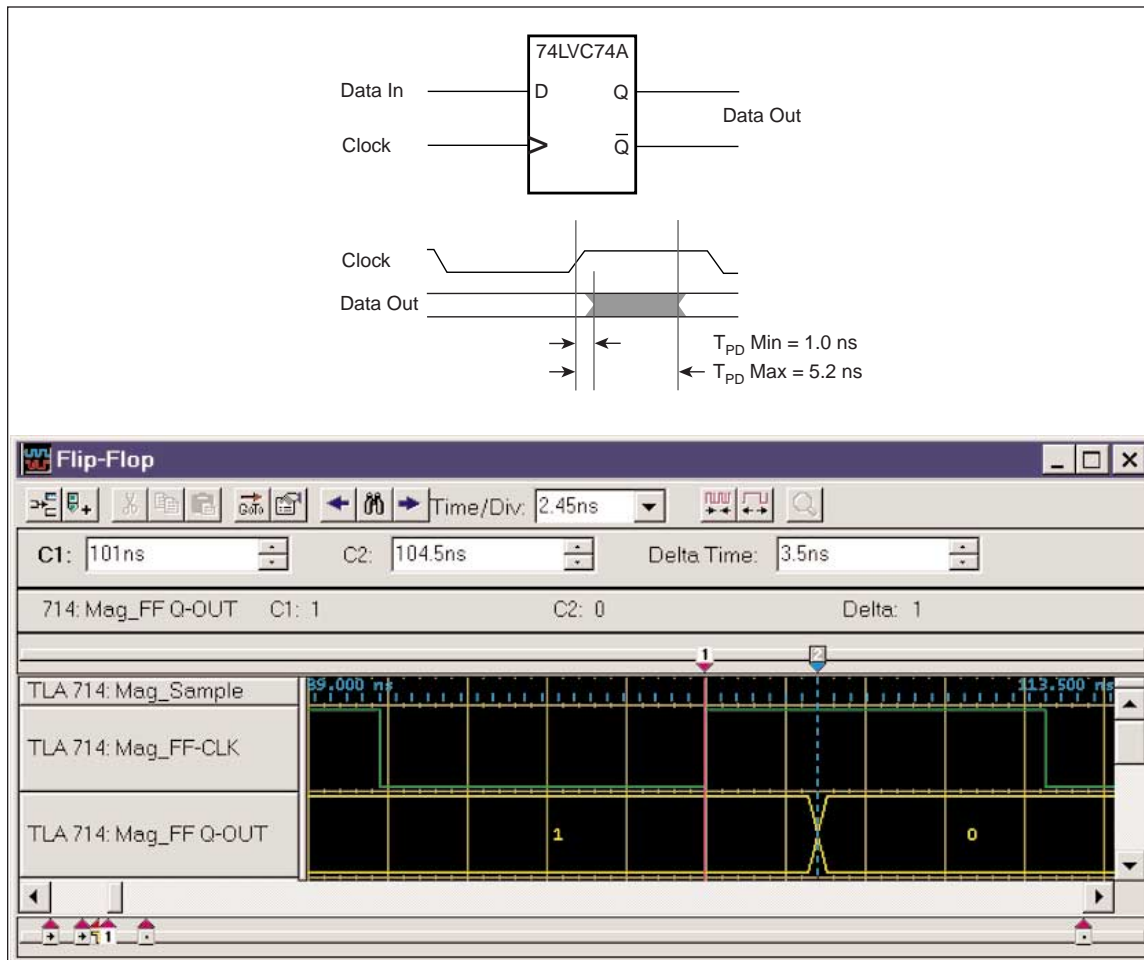 74LVC74A
Data In D Q
Data Out
Clock Q̅
Clock
Data Out
TPD Min = 1.0 ns
TPD Max = 5.2 ns
Flip-Flop
GoTo Time/Div: 2.45ns
C1: 101ns C2: 104.5ns Delta Time: 3.5ns
714: Mag_FF Q-OUT C1: 1 C2: 0 Delta: 1
1 2
TLA 714: Mag_Sample 89.000 ns 113.500 ns
TLA 714: Mag_FF-CLK
TLA 714: Mag_FF Q-OUT 1 0
1